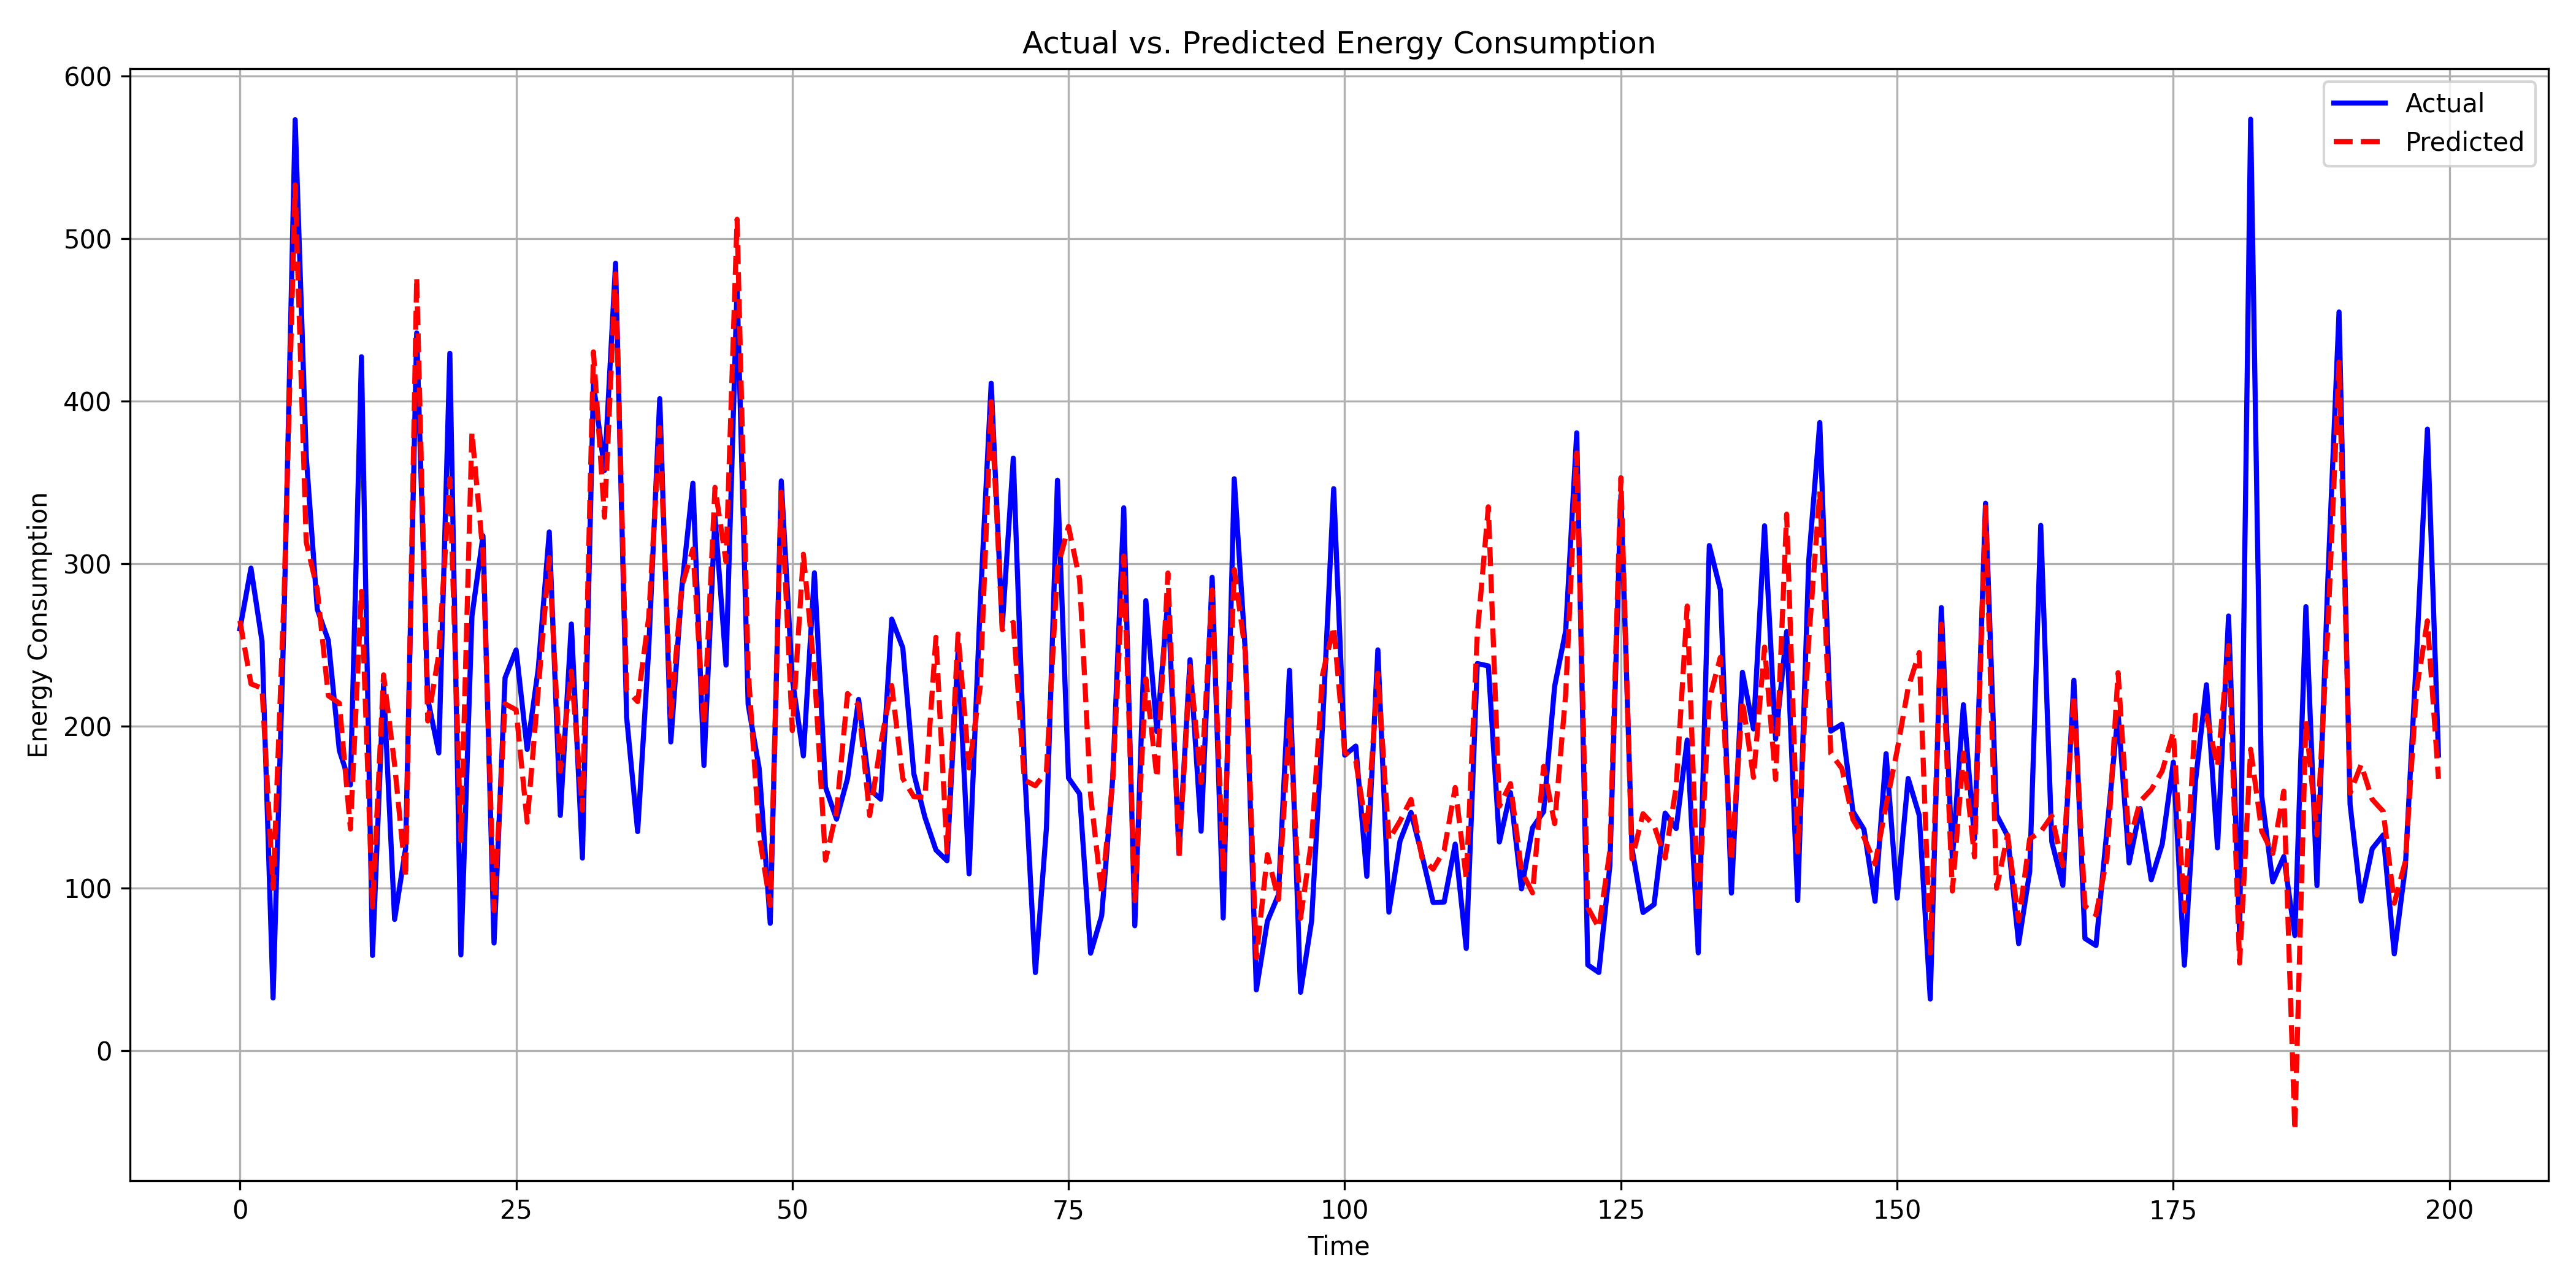 Actual vs. Predicted Energy Consumption
Actual
Predicted
Energy Consumption
600
500
400
300
200
100
0
0 25 50 75 100 125 150 175 200
Time